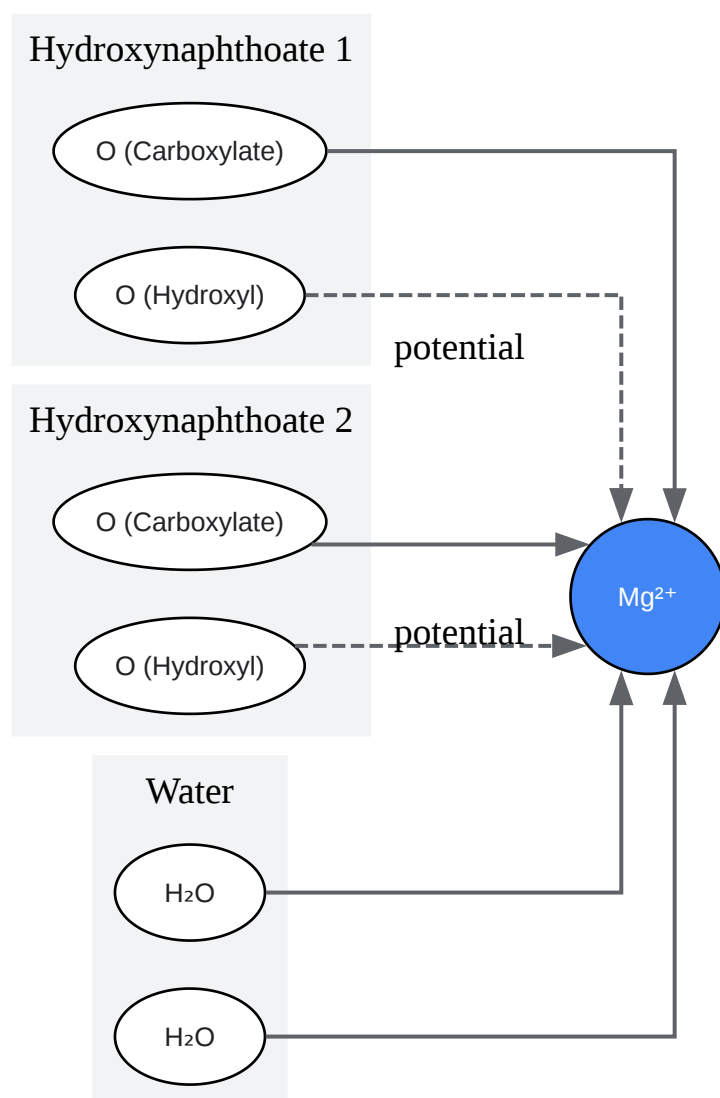 Hydroxynaphthoate 1
O (Carboxylate)
O (Hydroxyl)
potential
Hydroxynaphthoate 2
O (Carboxylate)
Mg²⁺
O (Hydroxyl)
potential
Water
H₂O
H₂O